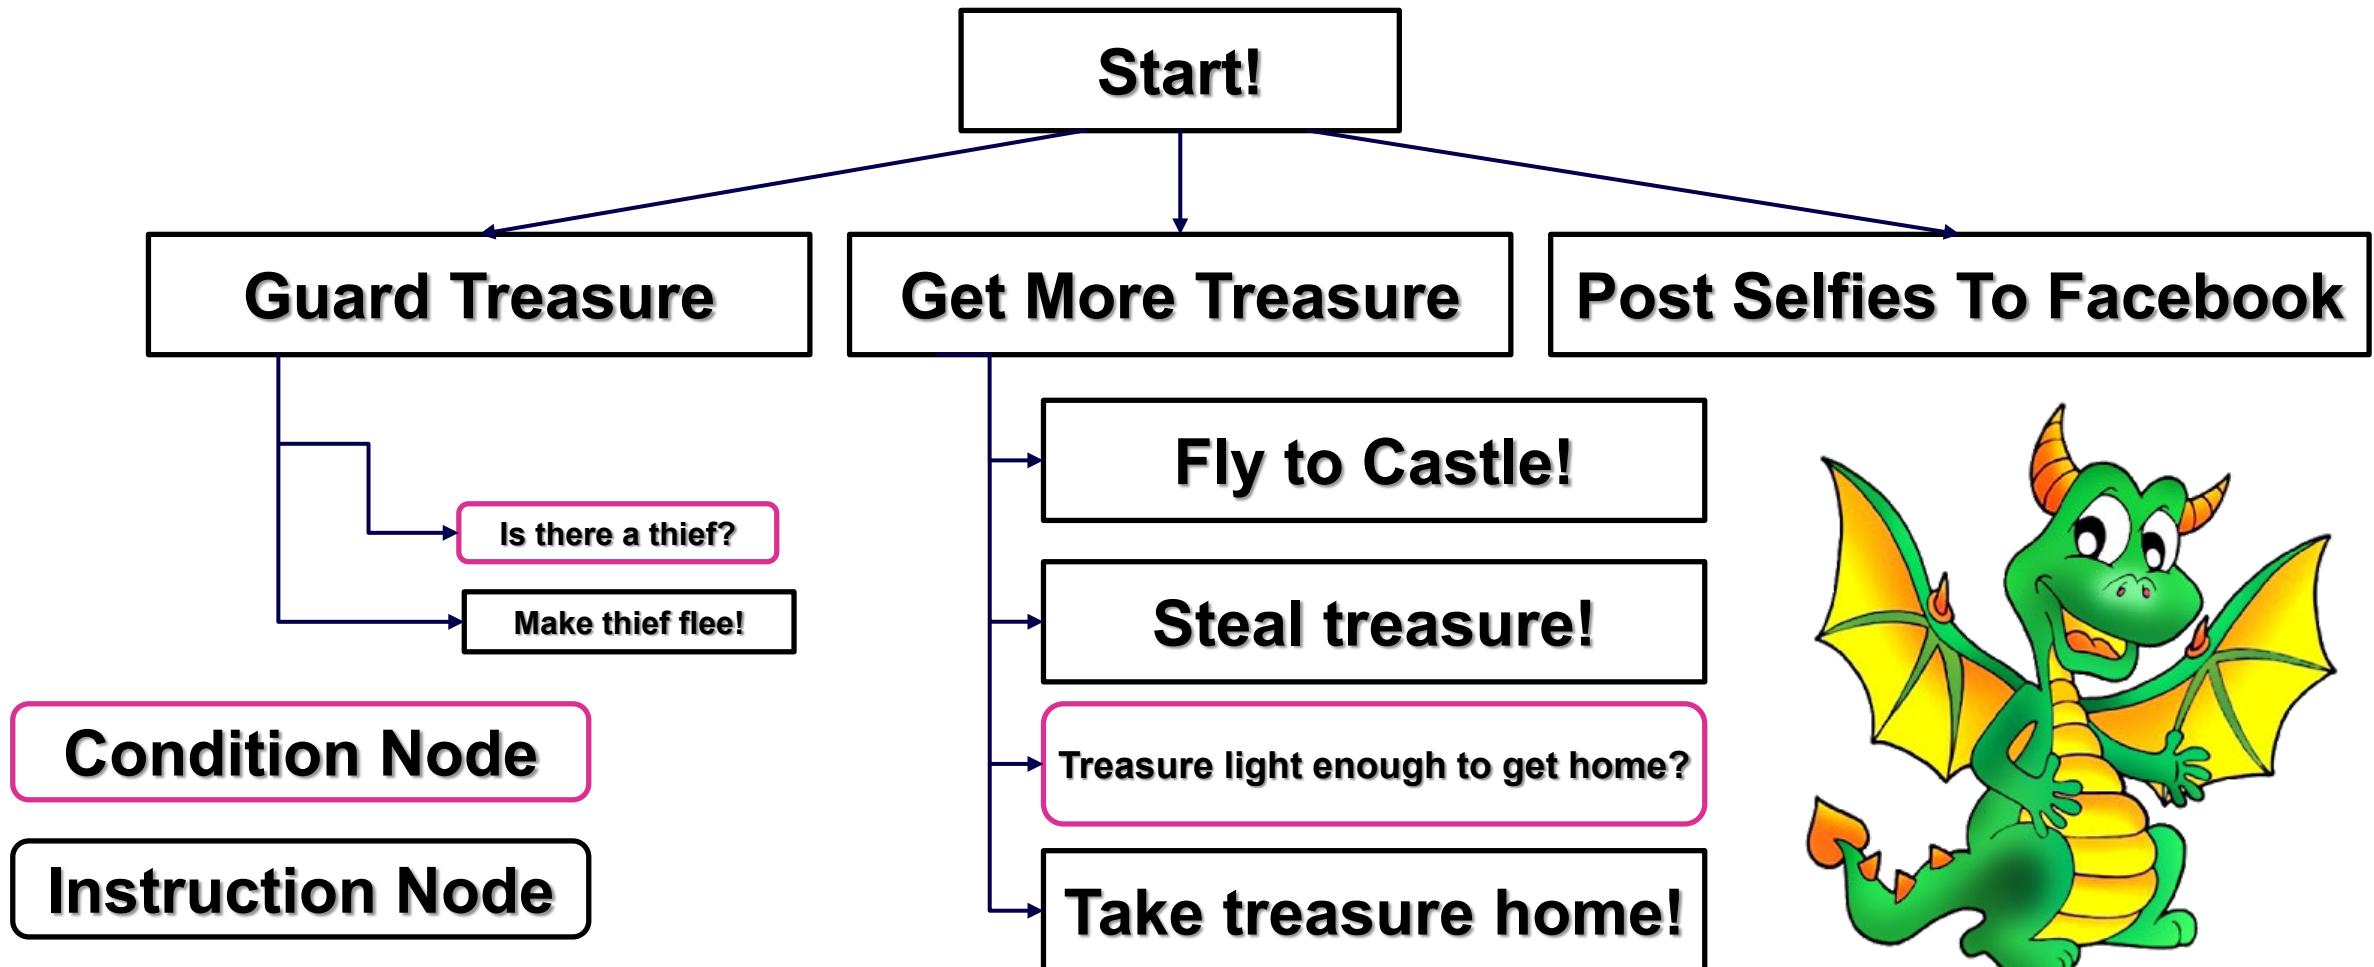 Start!
Guard Treasure
Get More Treasure
Post Selfies To Facebook
Is there a thief?
Make thief flee!
Fly to Castle!
Steal treasure!
Treasure light enough to get home?
Take treasure home!
Condition Node
Instruction Node